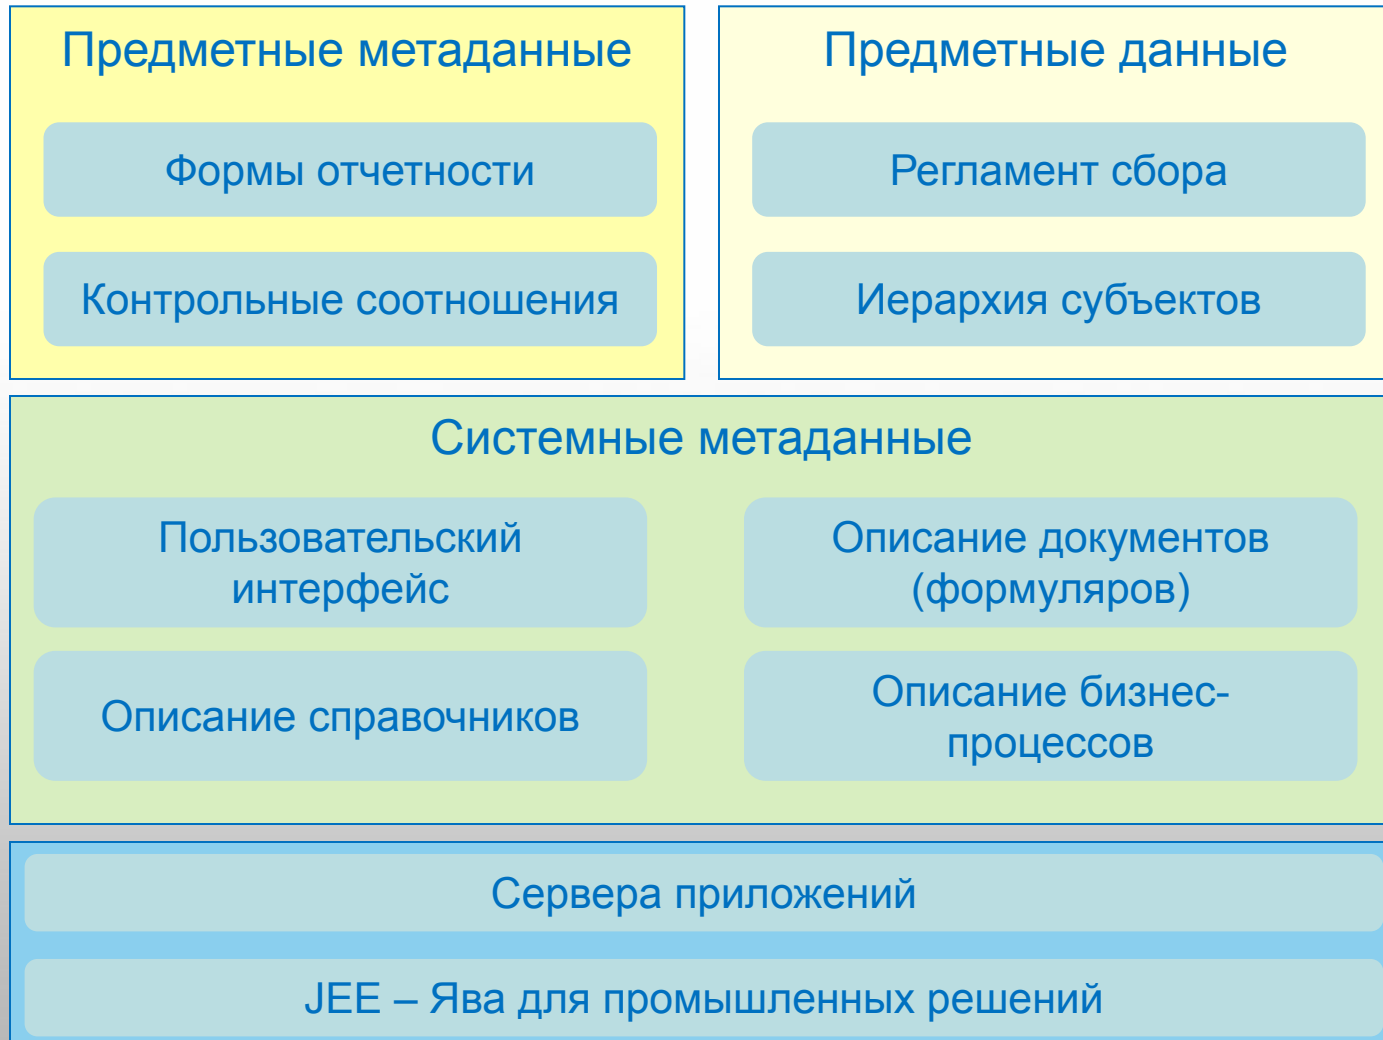 Предметные метаданные
Формы отчетности
Контрольные соотношения
Предметные данные
Регламент сбора
Иерархия субъектов
Системные метаданные
Пользовательский
интерфейс
Описание документов
(формуляров)
Описание справочников
Описание бизнес-
процессов
Сервера приложений
JEE – Ява для промышленных решений